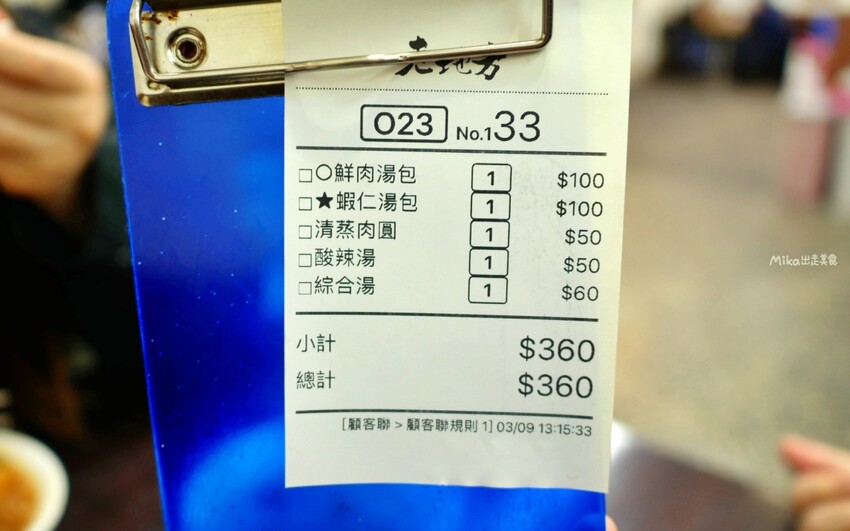 老地方
O23 No.133
□○鮮肉湯包 1 $100
□★蝦仁湯包 1 $100
□清蒸肉圓 1 $50
□酸辣湯 1 $50
□綜合湯 1 $60
小計 $360
總計 $360
[顧客聯 > 顧客聯規則 1] 03/09 13:15:33
Mika出走美食